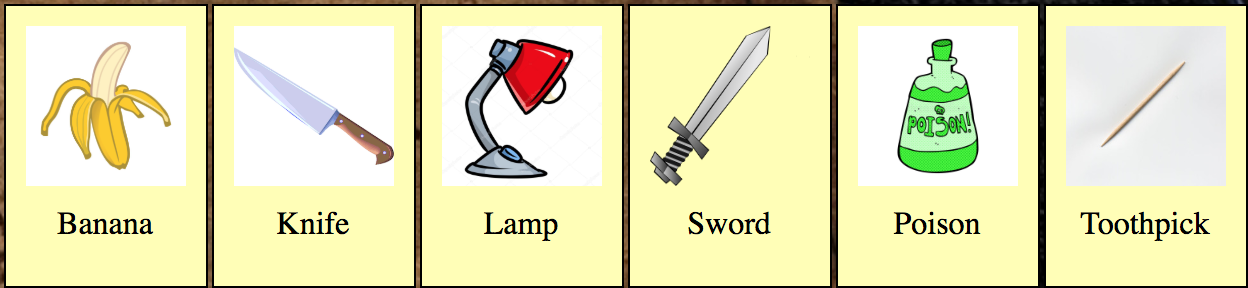 POISON!
Banana
Knife
Lamp
Sword
Poison
Toothpick